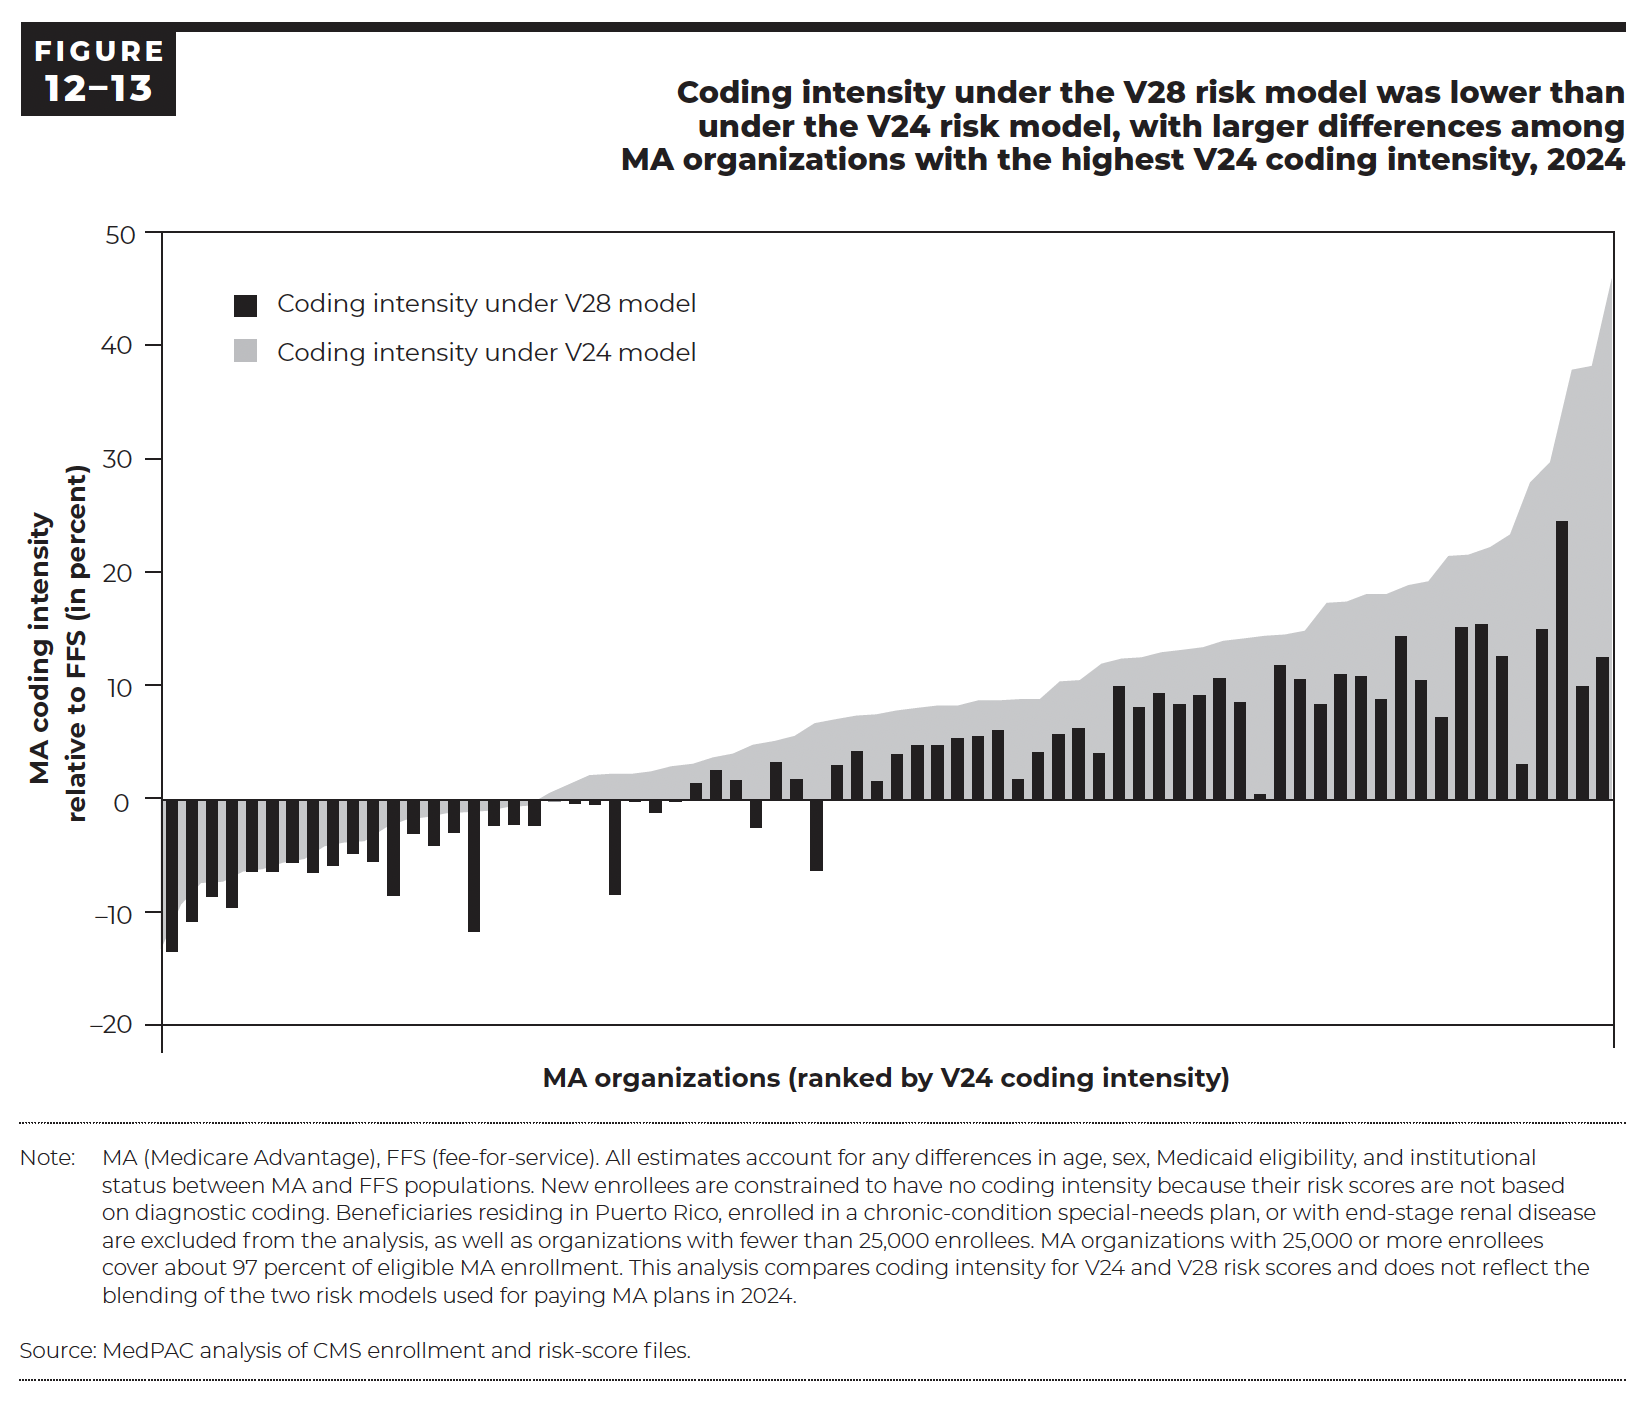 FIGURE
12–13
Coding intensity under the V28 risk model was lower than
under the V24 risk model, with larger differences among
MA organizations with the highest V24 coding intensity, 2024
50
40
30
20
10
0
–10
–20
MA coding intensity
relative to FFS (in percent)
Coding intensity under V28 model
Coding intensity under V24 model
MA organizations (ranked by V24 coding intensity)
Note: MA (Medicare Advantage), FFS (fee-for-service). All estimates account for any differences in age, sex, Medicaid eligibility, and institutional
status between MA and FFS populations. New enrollees are constrained to have no coding intensity because their risk scores are not based
on diagnostic coding. Beneficiaries residing in Puerto Rico, enrolled in a chronic-condition special-needs plan, or with end-stage renal disease
are excluded from the analysis, as well as organizations with fewer than 25,000 enrollees. MA organizations with 25,000 or more enrollees
cover about 97 percent of eligible MA enrollment. This analysis compares coding intensity for V24 and V28 risk scores and does not reflect the
blending of the two risk models used for paying MA plans in 2024.
Source: MedPAC analysis of CMS enrollment and risk-score files.